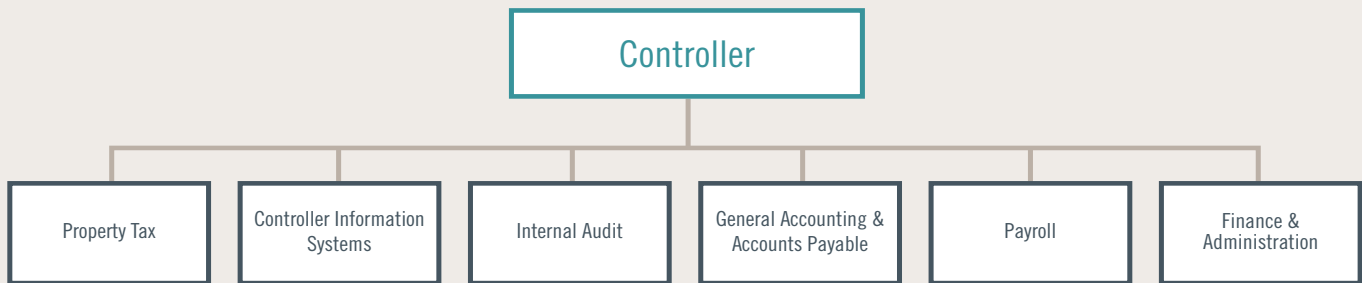 Controller
Property Tax
Controller Information
Systems
Internal Audit
General Accounting &
Accounts Payable
Payroll
Finance &
Administration